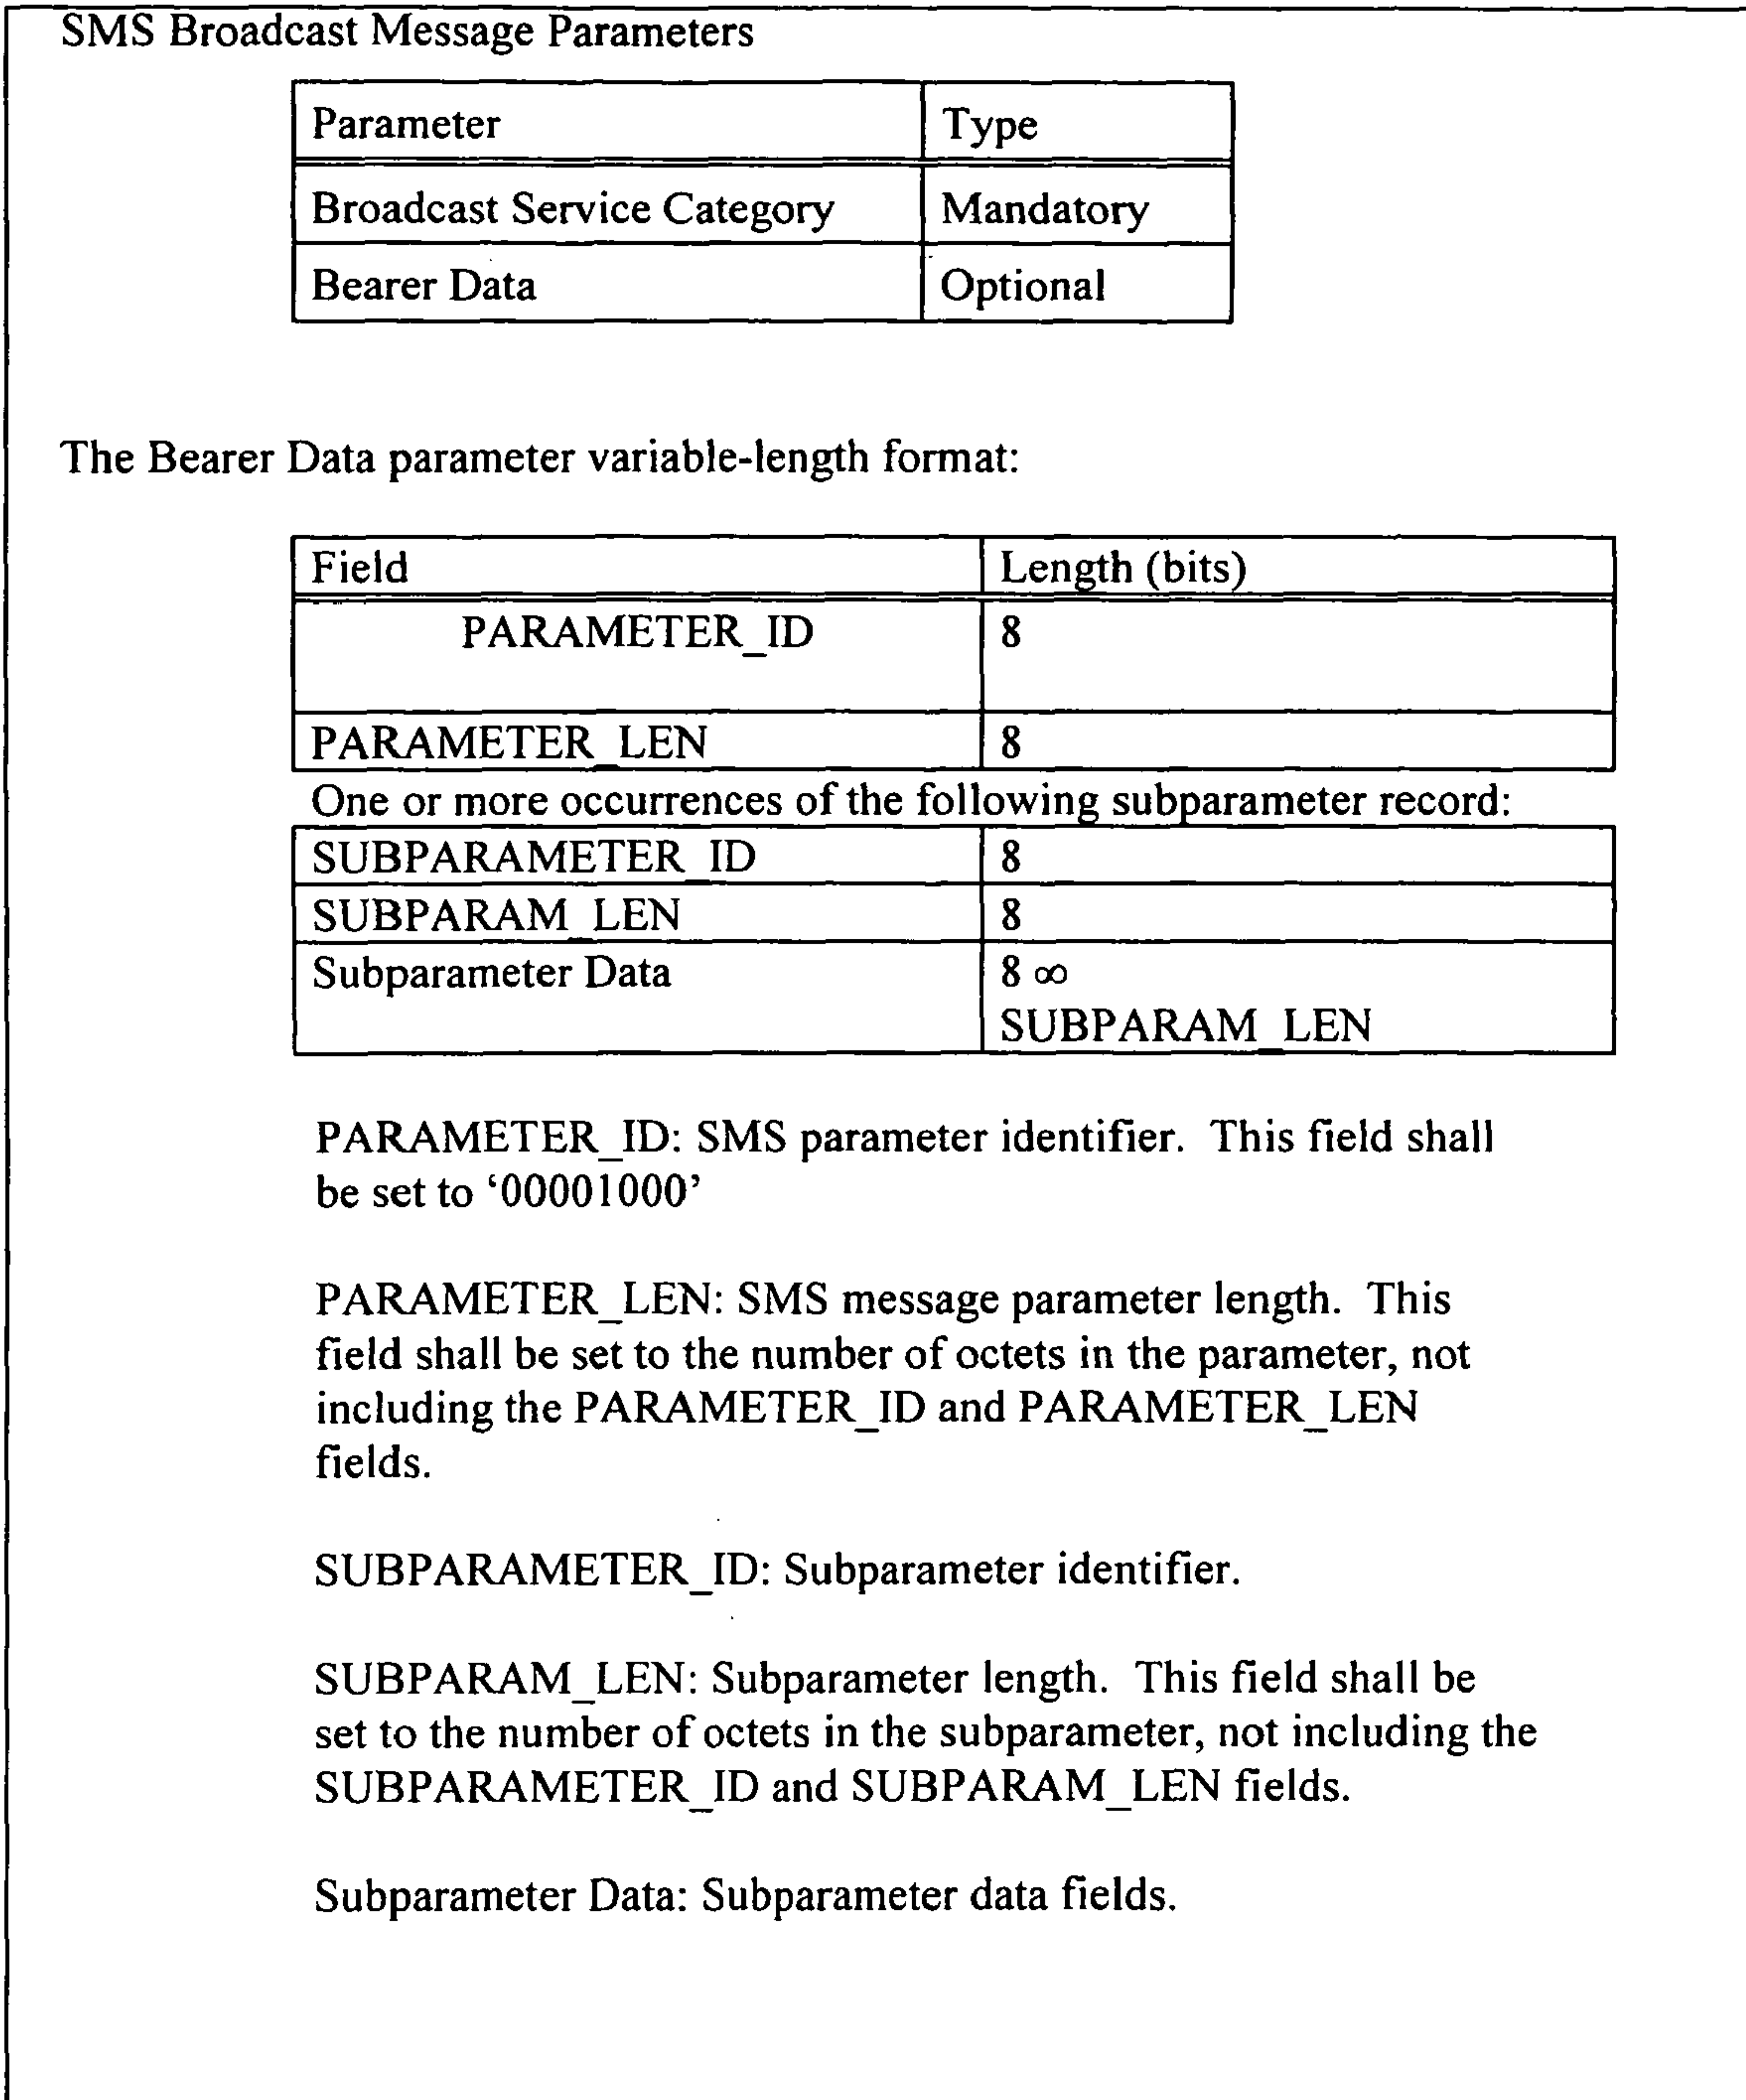 SMS Broadcast Message Parameters
Parameter Type
Broadcast Service Category Mandatory
Bearer Data Optional
The Bearer Data parameter variable-length format:
Field Length (bits)
PARAMETER_ID 8
PARAMETER_LEN 8
One or more occurrences of the following subparameter record:
SUBPARAMETER_ID 8
SUBPARAM_LEN 8
Subparameter Data 8 ∞
SUBPARAM_LEN
PARAMETER_ID: SMS parameter identifier. This field shall
be set to ‘00001000’
PARAMETER_LEN: SMS message parameter length. This
field shall be set to the number of octets in the parameter, not
including the PARAMETER_ID and PARAMETER_LEN
fields.
SUBPARAMETER_ID: Subparameter identifier.
SUBPARAM_LEN: Subparameter length. This field shall be
set to the number of octets in the subparameter, not including the
SUBPARAMETER_ID and SUBPARAM_LEN fields.
Subparameter Data: Subparameter data fields.